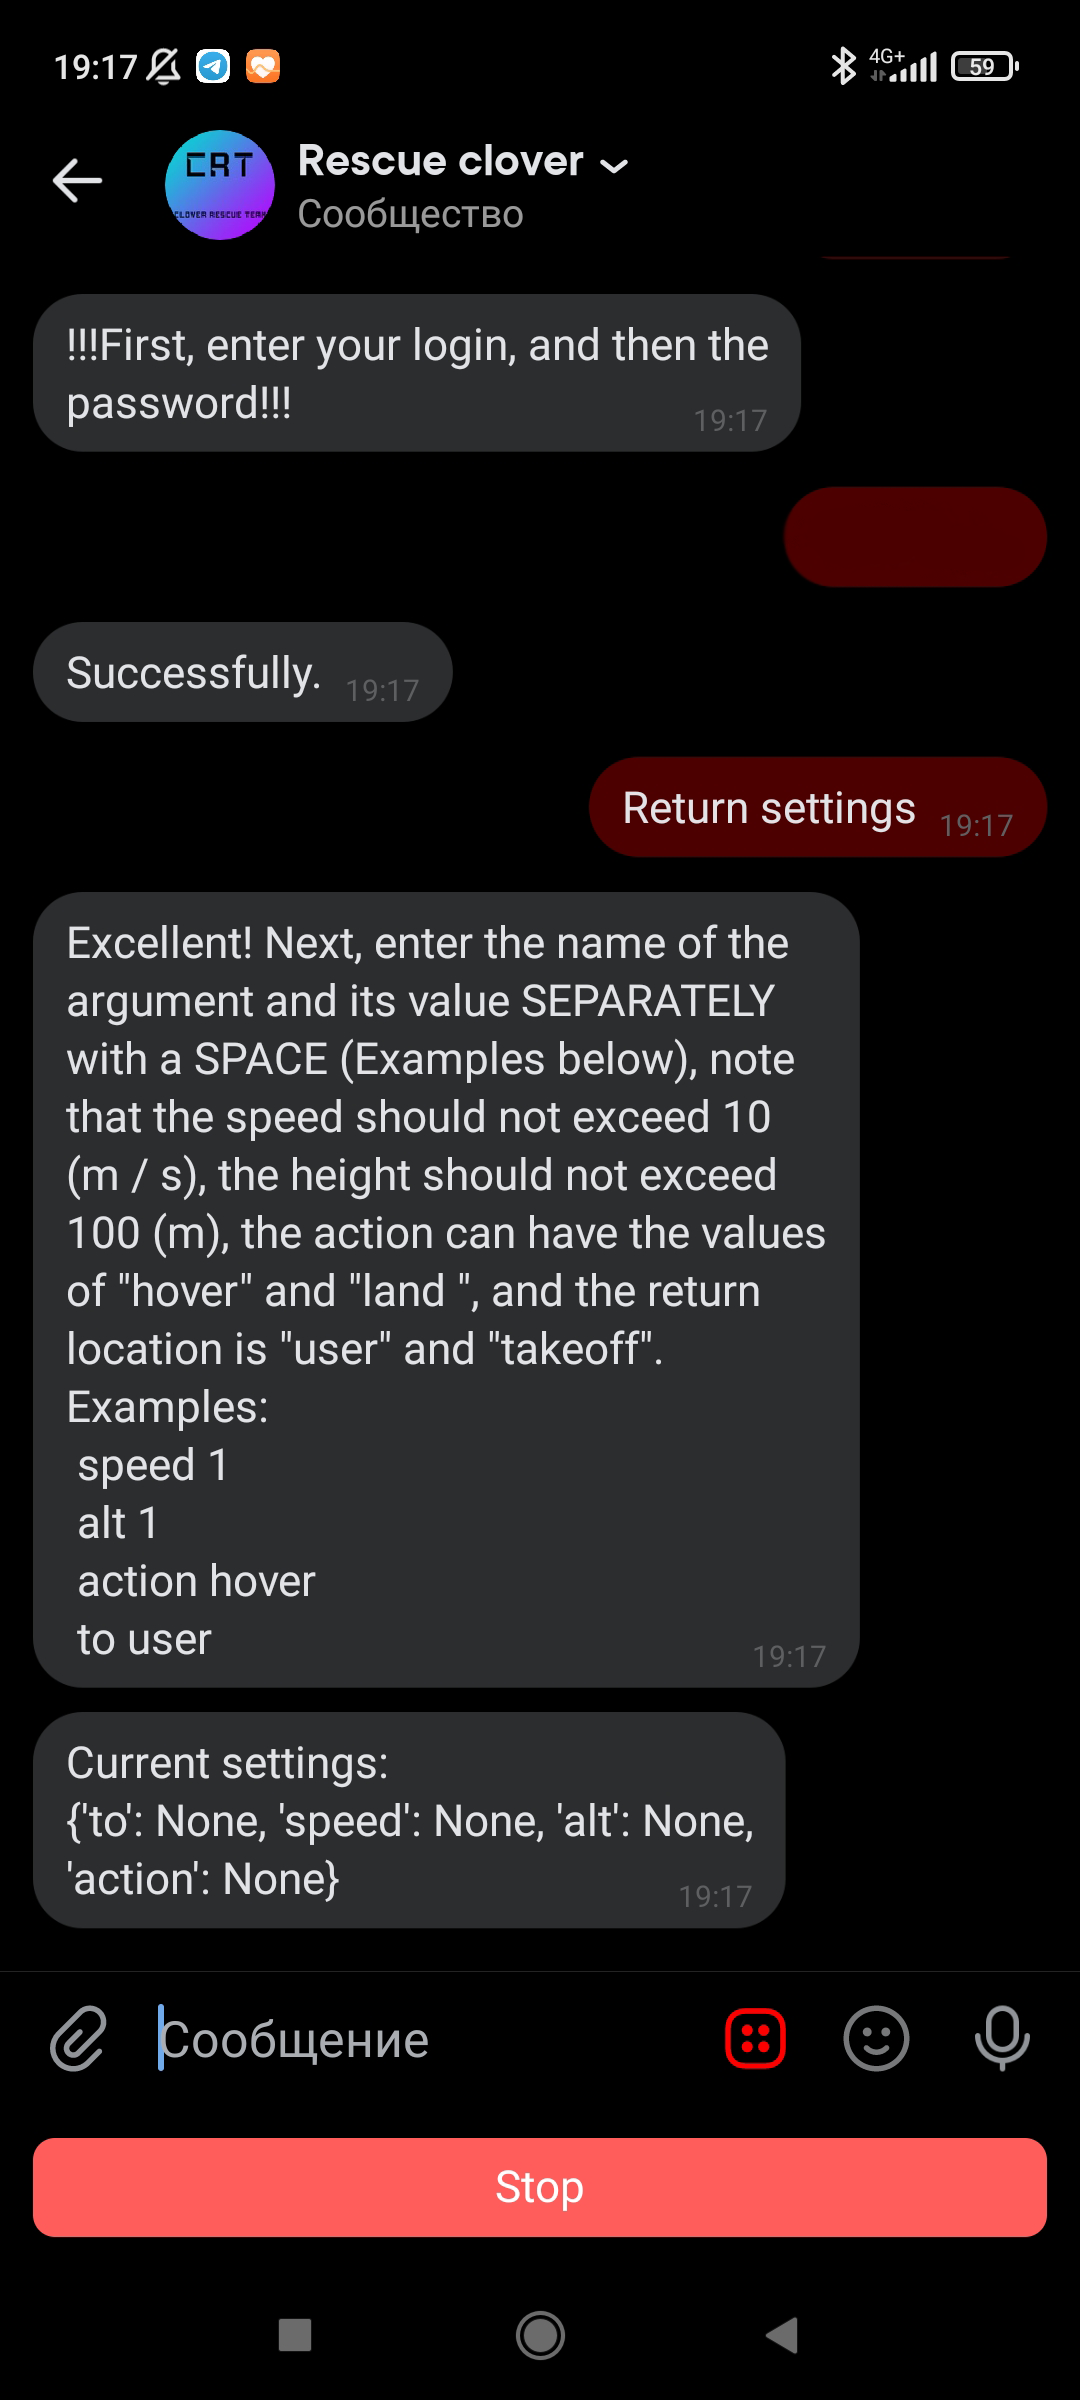 19:17
4G+
59
CRT
CLOVER RESCUE TEAM
Rescue clover
Сообщество
!!!First, enter your login, and then the
password!!!
19:17
Successfully. 19:17
Return settings 19:17
Excellent! Next, enter the name of the
argument and its value SEPARATELY
with a SPACE (Examples below), note
that the speed should not exceed 10
(m / s), the height should not exceed
100 (m), the action can have the values
of "hover" and "land ", and the return
location is "user" and "takeoff".
Examples:
speed 1
alt 1
action hover
to user
19:17
Current settings:
{'to': None, 'speed': None, 'alt': None,
'action': None}
19:17
Сообщение
Stop